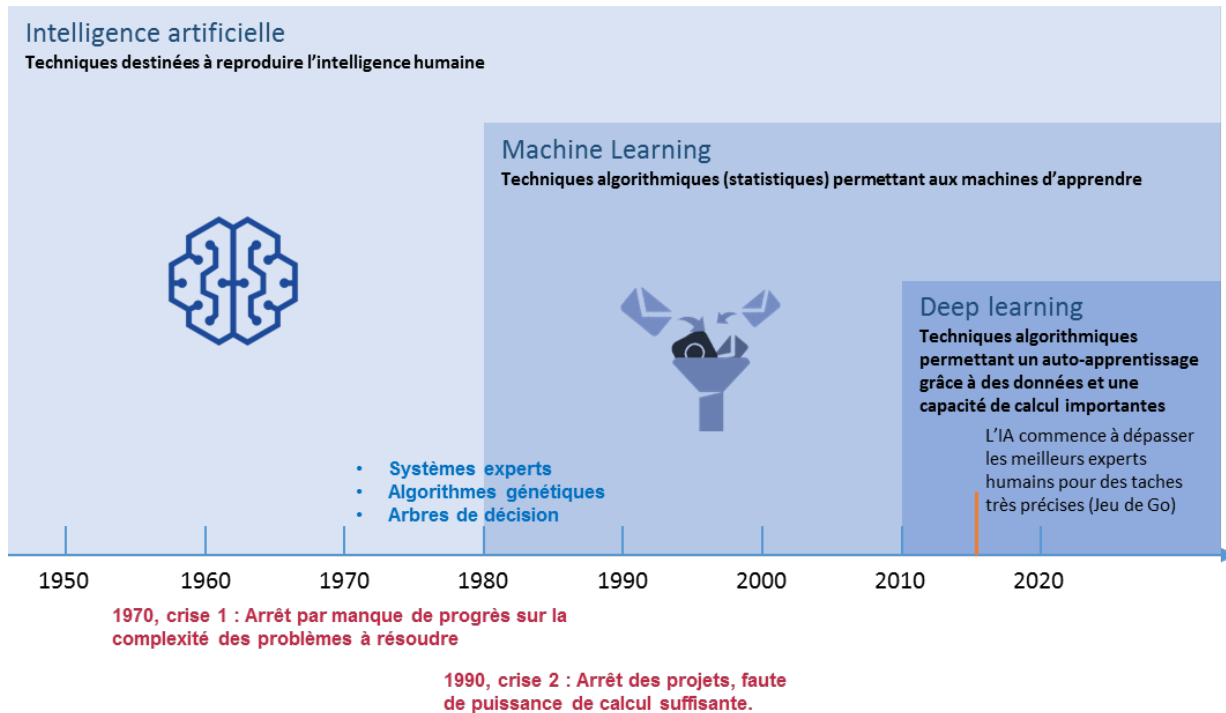 Intelligence artificielle
Techniques destinées à reproduire l'intelligence humaine
Machine Learning
Techniques algorithmiques (statistiques) permettant aux machines d'apprendre
Deep learning
Techniques algorithmiques
permettant un auto-apprentissage
grâce à des données et une
capacité de calcul importantes
L'IA commence à dépasser
les meilleurs experts
humains pour des taches
très précises (Jeu de Go)
• Systèmes experts
• Algorithmes génétiques
• Arbres de décision
1950 1960 1970 1980 1990 2000 2010 2020
1970, crise 1 : Arrêt par manque de progrès sur la
complexité des problèmes à résoudre
1990, crise 2 : Arrêt des projets, faute
de puissance de calcul suffisante.